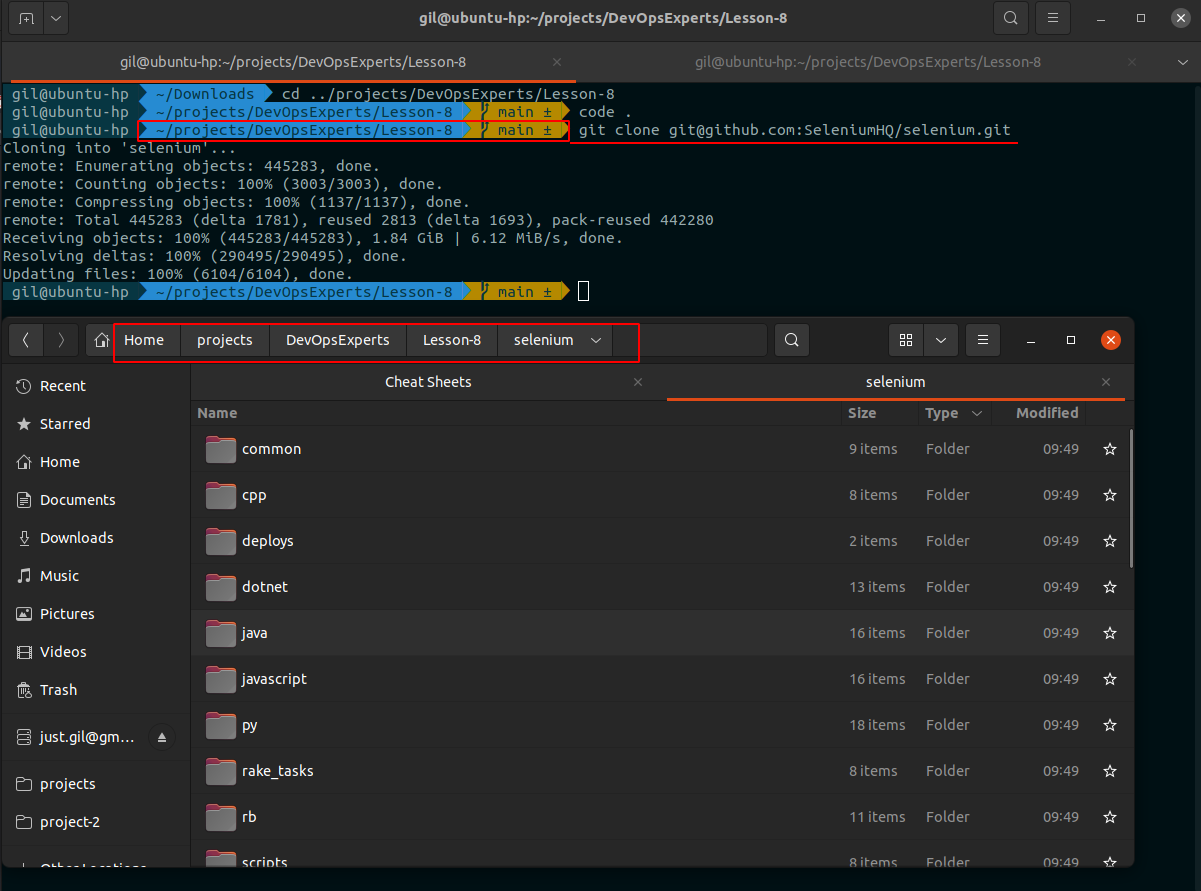 gil@ubuntu-hp:~/projects/DevOpsExperts/Lesson-8
gil@ubuntu-hp:~/projects/DevOpsExperts/Lesson-8
gil@ubuntu-hp:~/projects/DevOpsExperts/Lesson-8
gil@ubuntu-hp ~/Downloads cd ../projects/DevOpsExperts/Lesson-8
gil@ubuntu-hp ~/projects/DevOpsExperts/Lesson-8 main ± code .
gil@ubuntu-hp ~/projects/DevOpsExperts/Lesson-8 main ± git clone git@github.com:SeleniumHQ/selenium.git
Cloning into 'selenium'...
remote: Enumerating objects: 445283, done.
remote: Counting objects: 100% (3003/3003), done.
remote: Compressing objects: 100% (1137/1137), done.
remote: Total 445283 (delta 1781), reused 2813 (delta 1693), pack-reused 442280
Receiving objects: 100% (445283/445283), 1.84 GiB | 6.12 MiB/s, done.
Resolving deltas: 100% (290495/290495), done.
Updating files: 100% (6104/6104), done.
gil@ubuntu-hp ~/projects/DevOpsExperts/Lesson-8 main ±
Home projects DevOpsExperts Lesson-8 selenium
Recent
Starred
Home
Documents
Downloads
Music
Pictures
Videos
Trash
just.gil@gm...
projects
project-2
Other Locations
Cheat Sheets selenium
Name Size Type Modified
common 9 items Folder 09:49
cpp 8 items Folder 09:49
deploys 2 items Folder 09:49
dotnet 13 items Folder 09:49
java 16 items Folder 09:49
javascript 16 items Folder 09:49
py 18 items Folder 09:49
rake_tasks 8 items Folder 09:49
rb 11 items Folder 09:49
scripts 8 items Folder 09:49